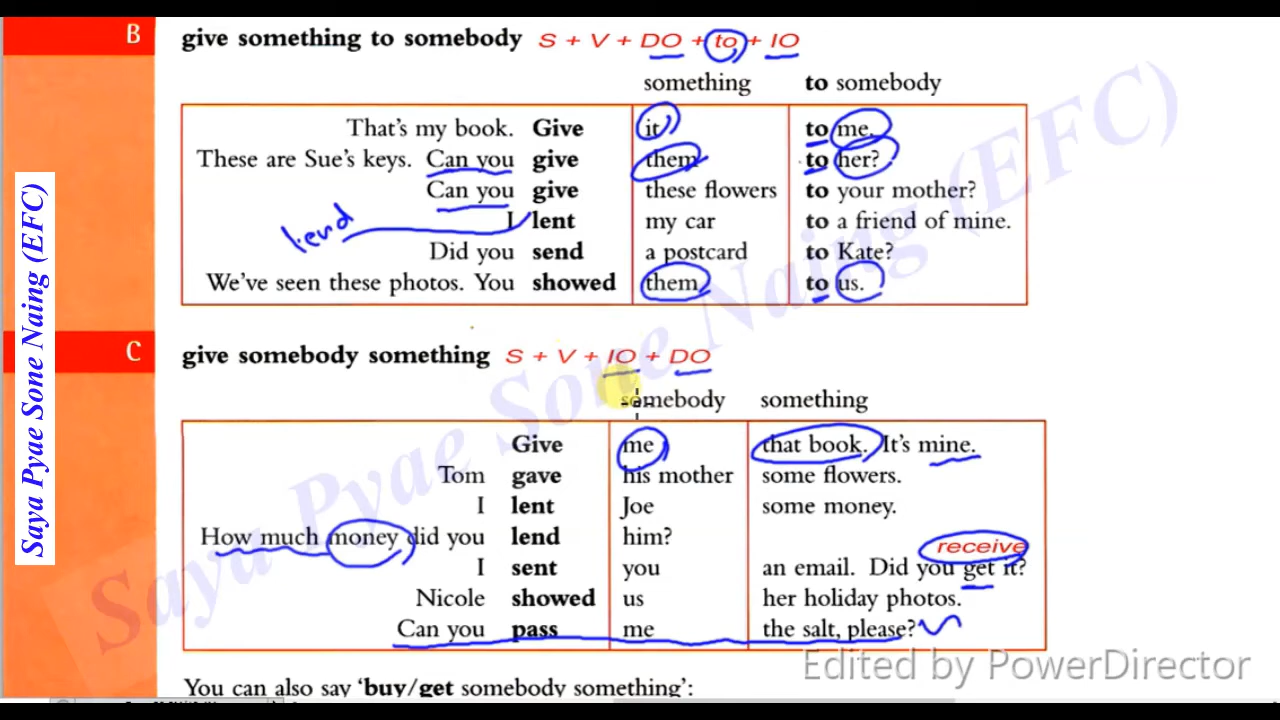 B give something to somebody S + V + DO + to + IO
something to somebody
That's my book. Give it to me.
These are Sue's keys. Can you give them to her?
Can you give these flowers to your mother?
I lent my car to a friend of mine.
lend
Did you send a postcard to Kate?
We've seen these photos. You showed them to us.
C give somebody something S + V + IO + DO
somebody something
Give me that book. It's mine.
Tom gave his mother some flowers.
I lent Joe some money.
How much money did you lend him?
receive
I sent you an email. Did you get it?
Nicole showed us her holiday photos.
Can you pass me the salt, please?
You can also say 'buy/get somebody something':
Saya Pyae Sone Naing (EFC)
Saya Pyae Sone Naing (EFC)
Edited by PowerDirector